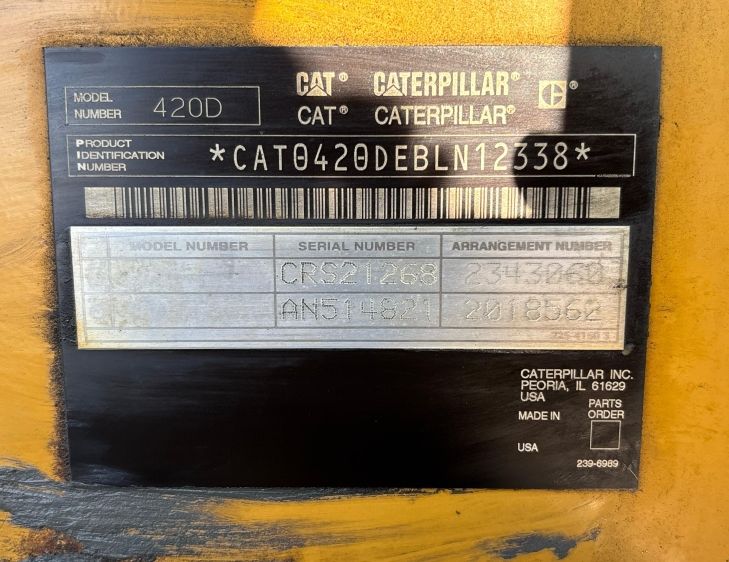 CAT® CATERPILLAR® C®
MODEL NUMBER 420D
CAT® CATERPILLAR®
PRODUCT IDENTIFICATION NUMBER *CAT0420DEBLN12338*
MODEL NUMBER SERIAL NUMBER ARRANGEMENT NUMBER
CRS21268 2343060
AN514821 2018562
CATERPILLAR INC.
PEORIA, IL 61629
USA
MADE IN
USA
PARTS
ORDER
239-6989